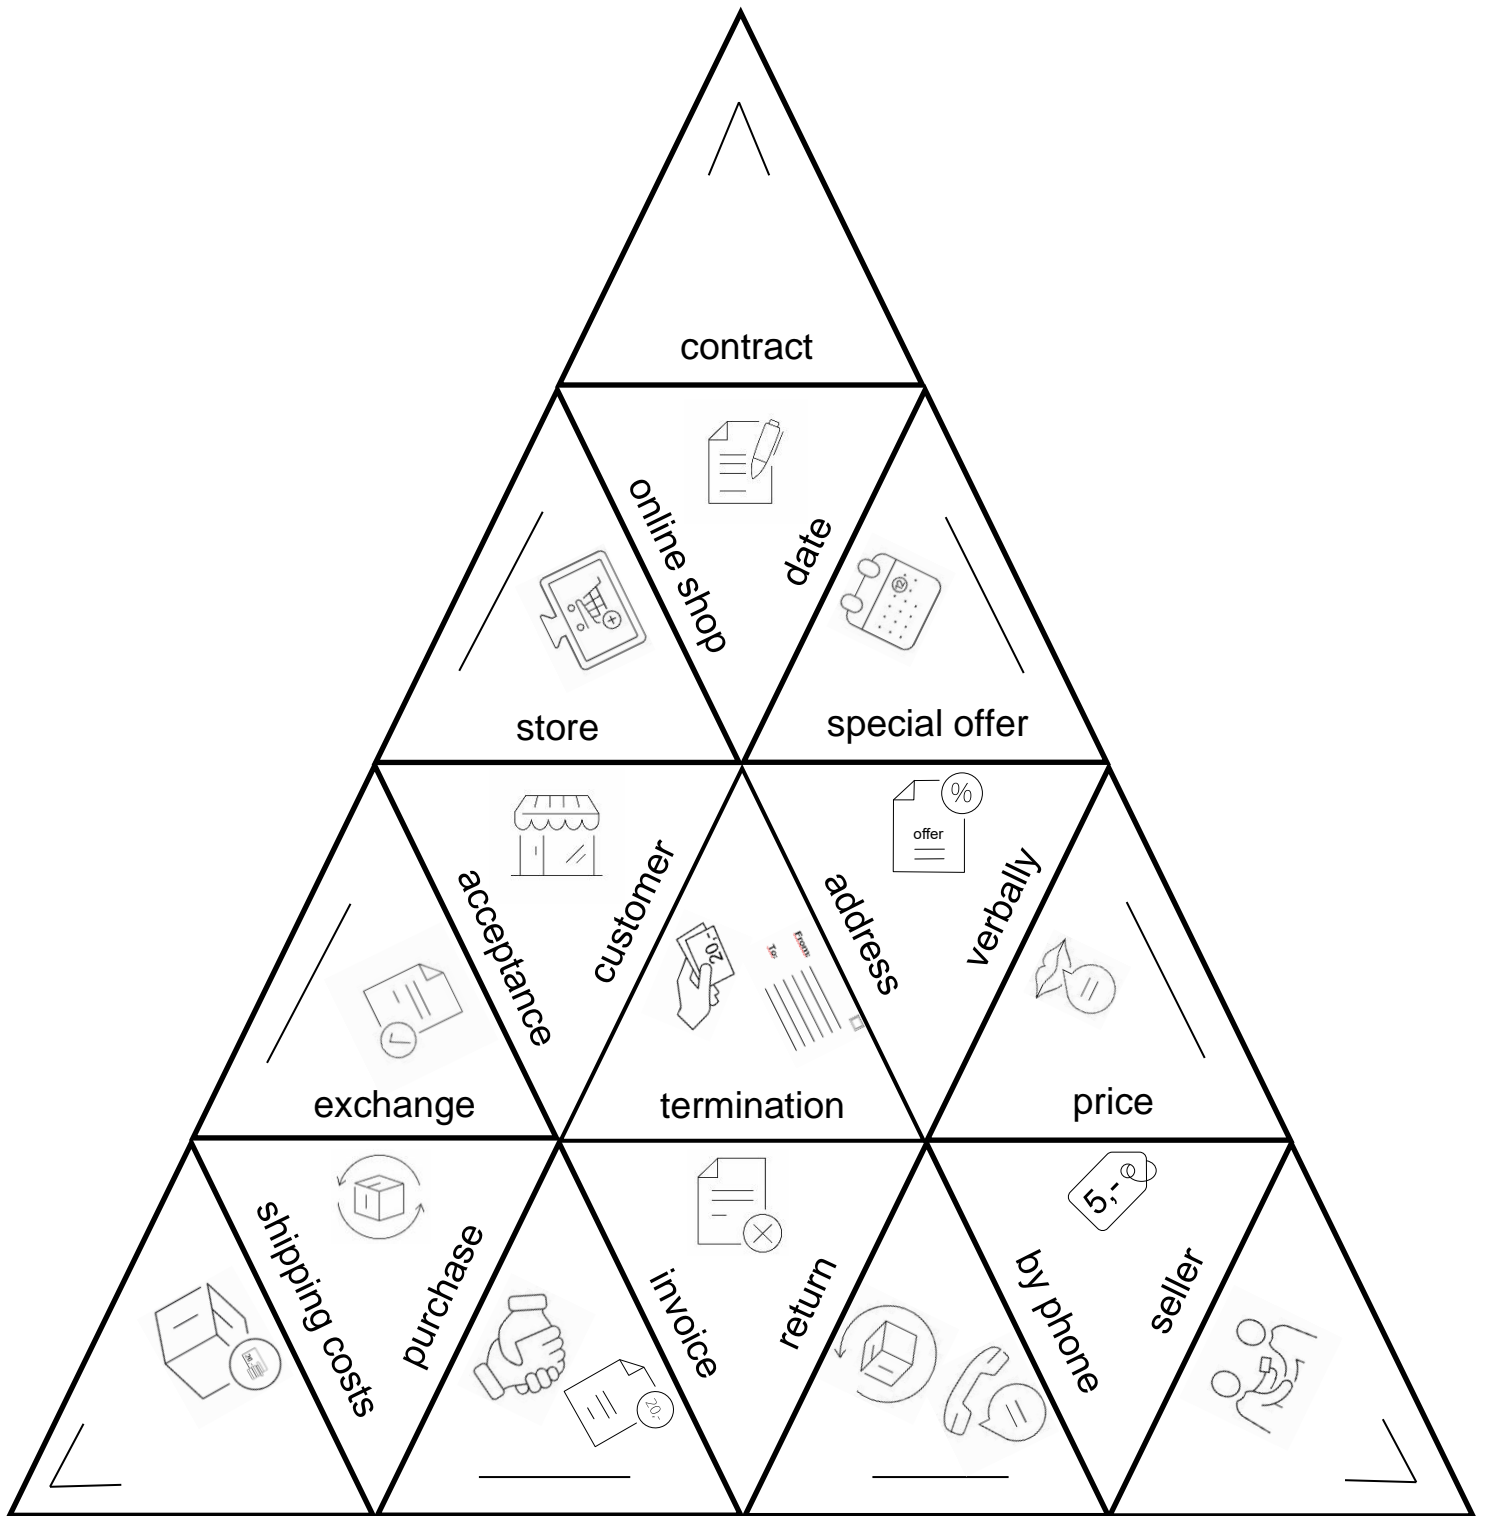 contract
online shop
date
12
store
special offer
%
offer
acceptance
customer
address
verbally
20.-
To:
From:
exchange
termination
price
shipping costs
purchase
invoice
return
5,-
by phone
seller
20.-